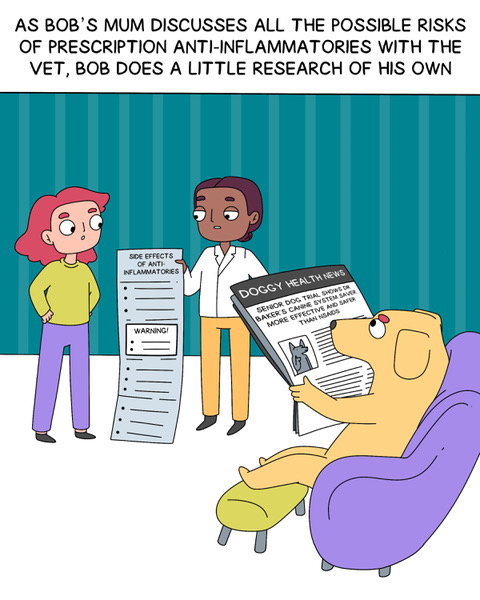 AS BOB'S MUM DISCUSSES ALL THE POSSIBLE RISKS
OF PRESCRIPTION ANTI-INFLAMMATORIES WITH THE
VET, BOB DOES A LITTLE RESEARCH OF HIS OWN
SIDE EFFECTS
OF ANTI-
INFLAMMATORIES
WARNING!
DOGGY HEALTH NEWS
SENIOR DOG TRIAL SHOWS DR
BAKER'S CANINE SYSTEM SAVER
MORE EFFECTIVE AND SAFER
THAN NSAIDS